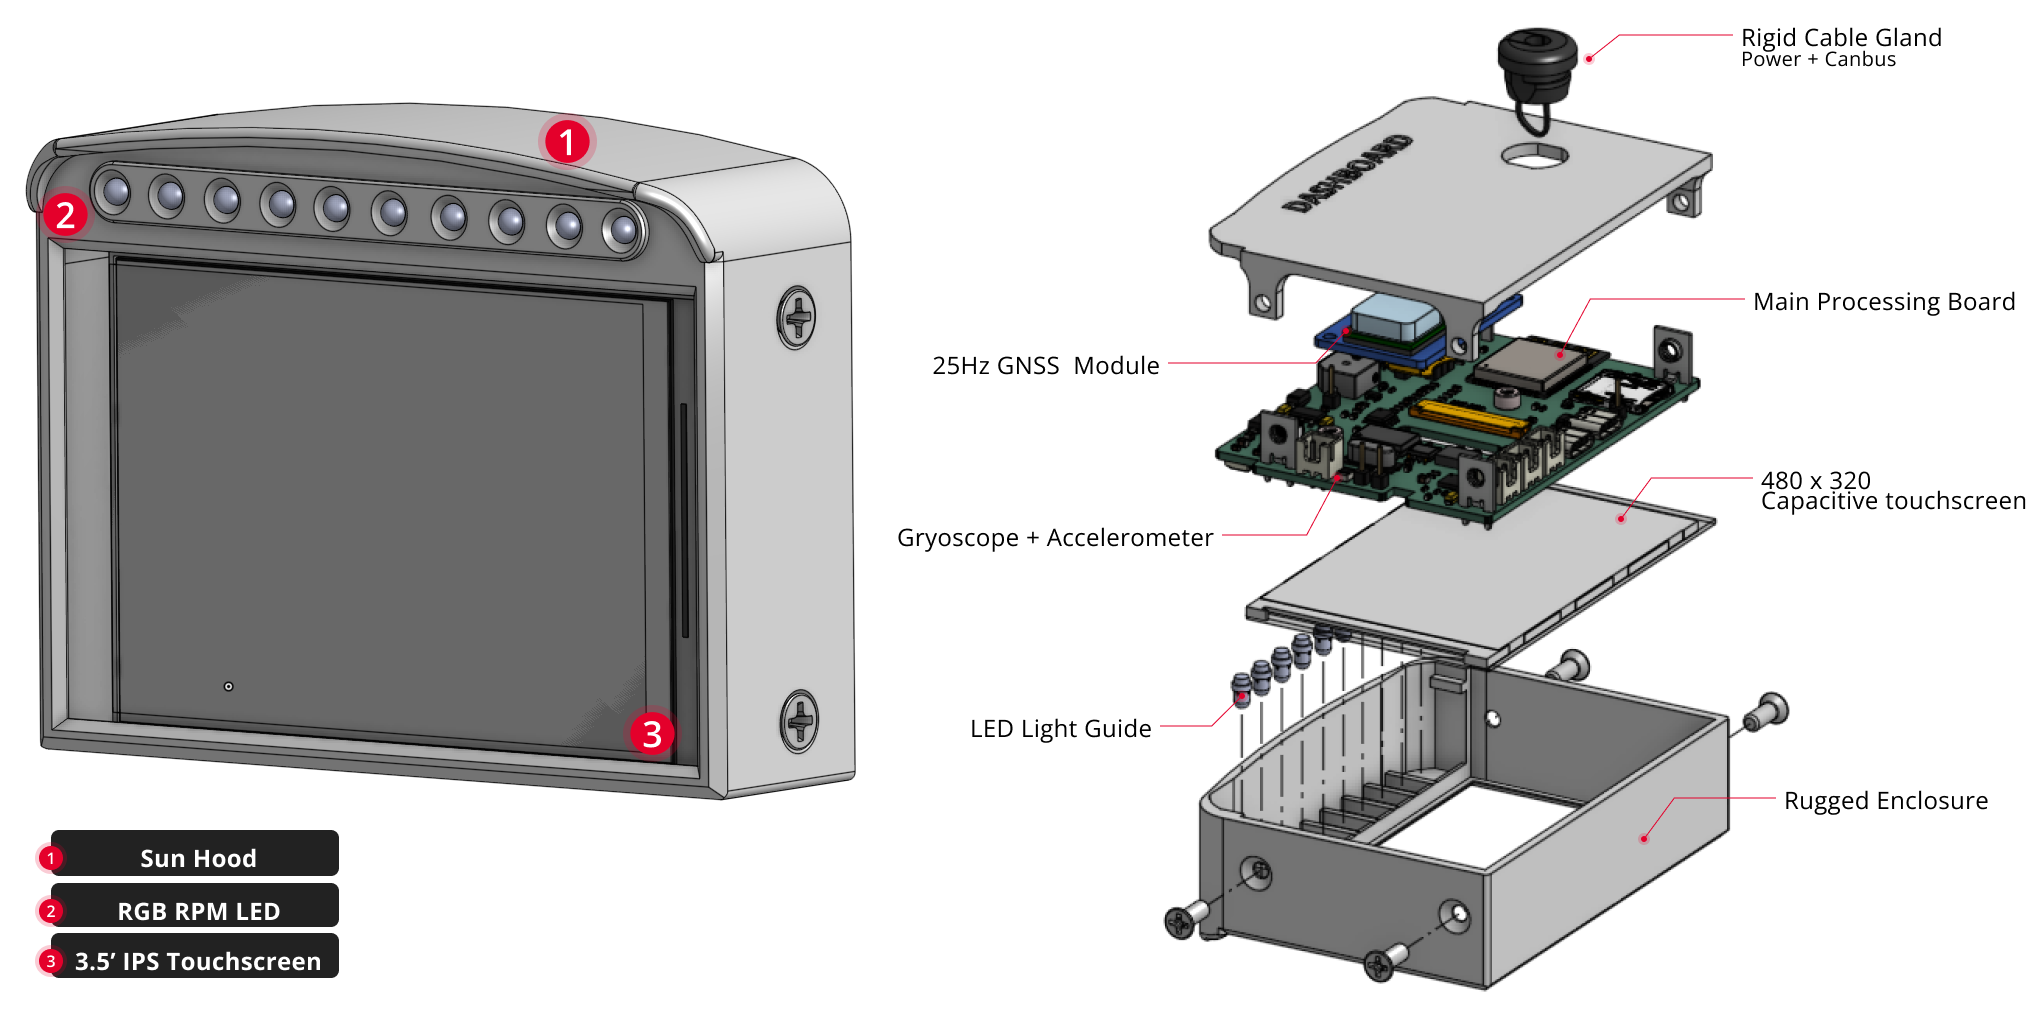 1
2
3
1 Sun Hood
2 RGB RPM LED
3 3.5’ IPS Touchscreen
Rigid Cable Gland
Power + Canbus
DASHBOARD
Main Processing Board
25Hz GNSS  Module
480 x 320
Capacitive touchscreen
Gryoscope + Accelerometer
LED Light Guide
Rugged Enclosure